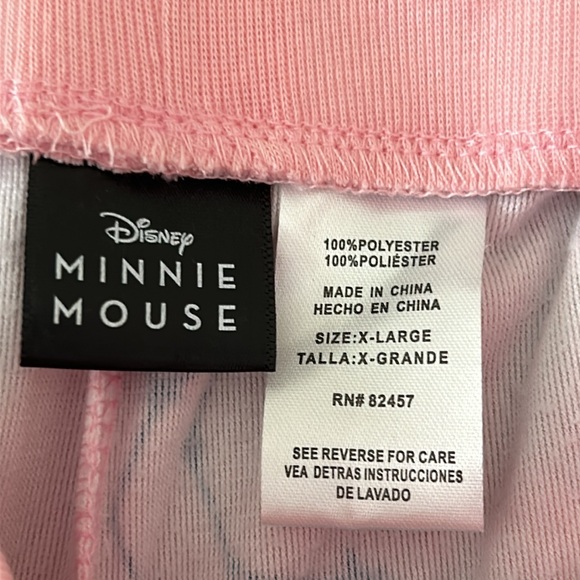 Disney
MINNIE
MOUSE
100%POLYESTER
100%POLIÉSTER
MADE IN CHINA
HECHO EN CHINA
SIZE:X-LARGE
TALLA:X-GRANDE
RN# 82457
SEE REVERSE FOR CARE
VEA DETRAS INSTRUCCIONES
DE LAVADO